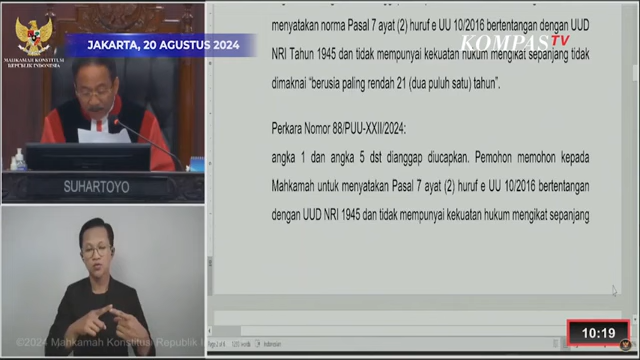 MAHKAMAH KONSTITUSI
REPUBLIK INDONESIA
JAKARTA, 20 AGUSTUS 2024
KOMPASTV
SUHARTOYO
menyatakan norma Pasal 7 ayat (2) huruf e UU 10/2016 bertentangan dengan UUD
NRI Tahun 1945 dan tidak mempunyai kekuatan hukum mengikat sepanjang tidak
dimaknai “berusia paling rendah 21 (dua puluh satu) tahun”.
Perkara Nomor 88/PUU-XXII/2024:
angka 1 dan angka 5 dst dianggap diucapkan. Pemohon memohon kepada
Mahkamah untuk menyatakan Pasal 7 ayat (2) huruf e UU 10/2016 bertentangan
dengan UUD NRI 1945 dan tidak mempunyai kekuatan hukum mengikat sepanjang
©2024 Mahkamah Konstitusi Republik
Indonesian
10:19